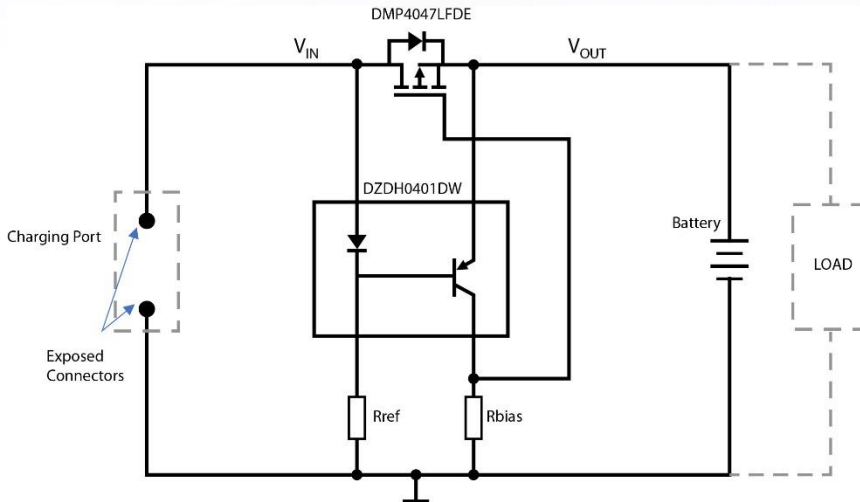 DMP4047LFDE
VIN
VOUT
DZDH0401DW
Charging Port
Battery
LOAD
Exposed
Connectors
Rref
Rbias